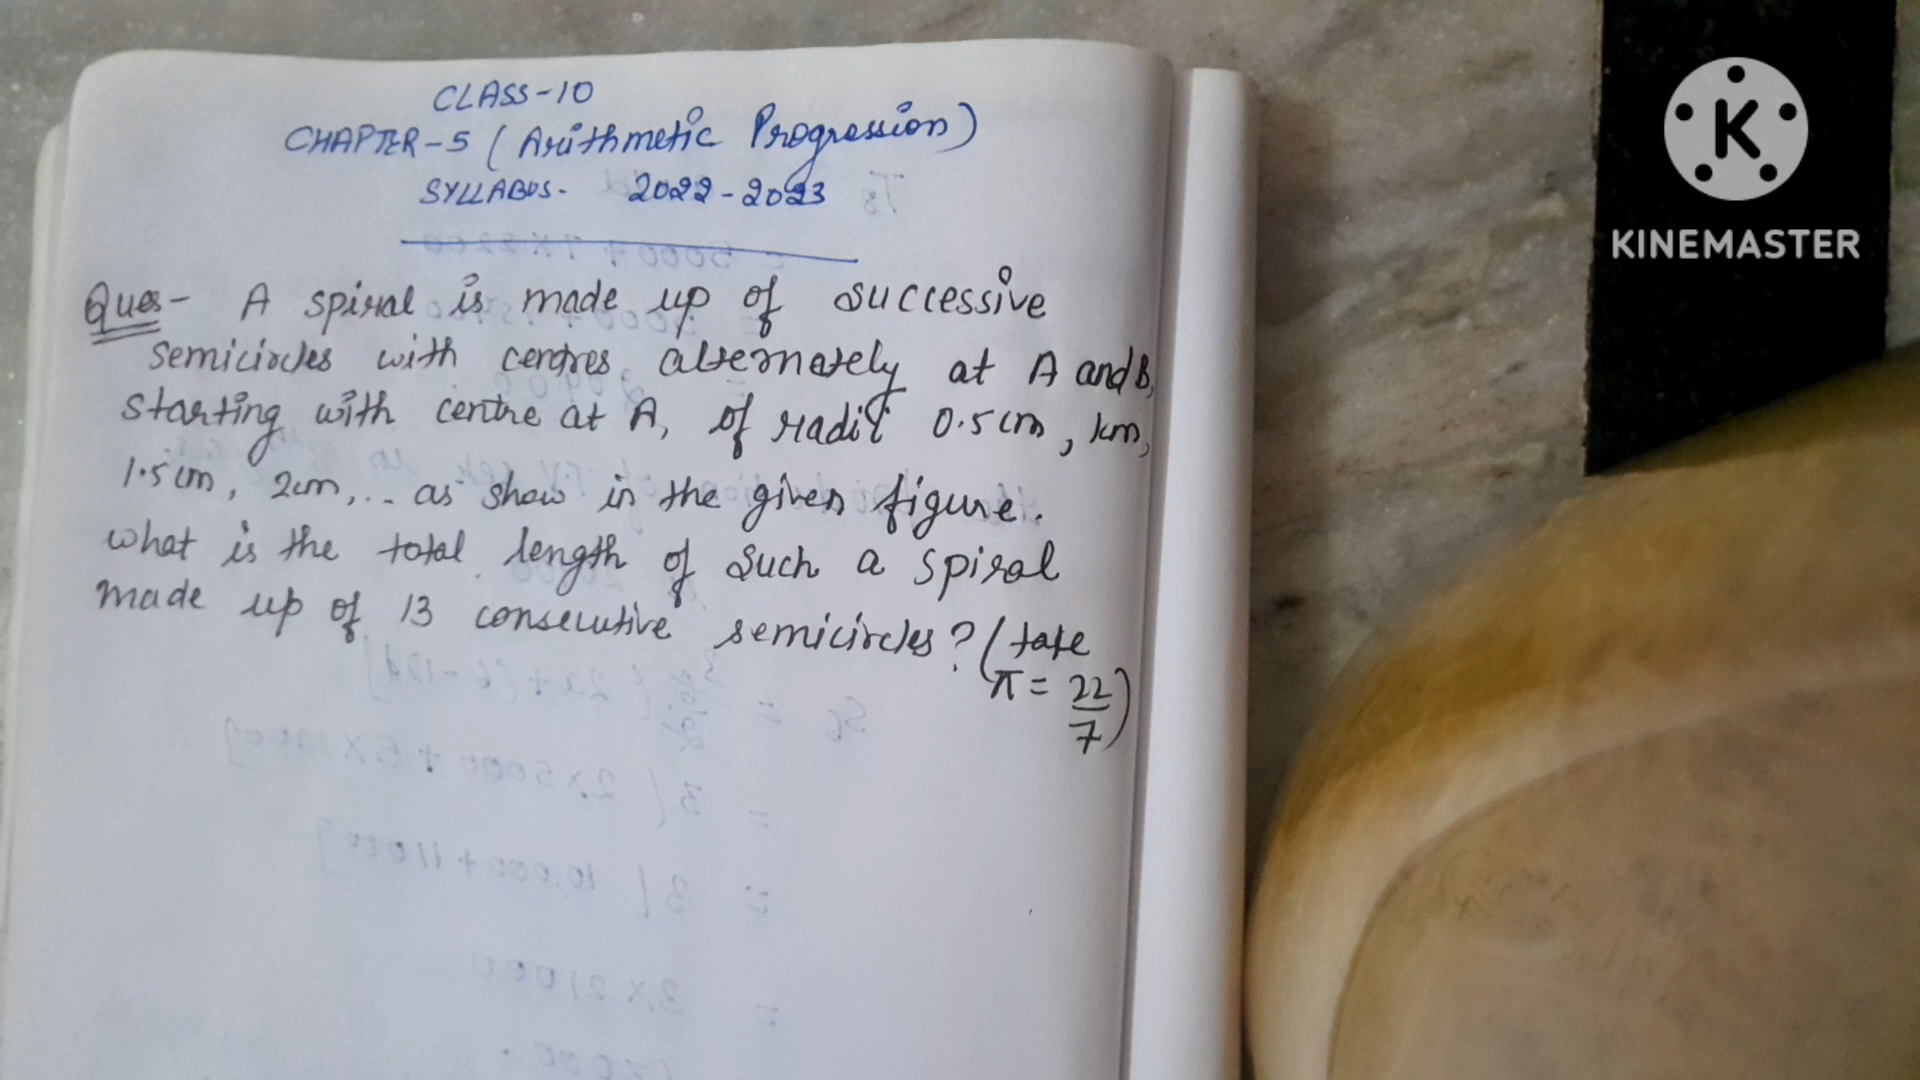 CLASS-10
CHAPTER-5 (Arithmetic Progression)
SYLLABUS- 2022-2023
Ques- A spiral is made up of successive
semicircles with centres alternately at A and B,
starting with centre at A, of radii 0.5cm, 1cm,
1.5cm, 2cm,... as show in the given figure.
what is the total length of such a spiral
made up of 13 consecutive semicircles? (take
π = 22/7)
K
KINEMASTER